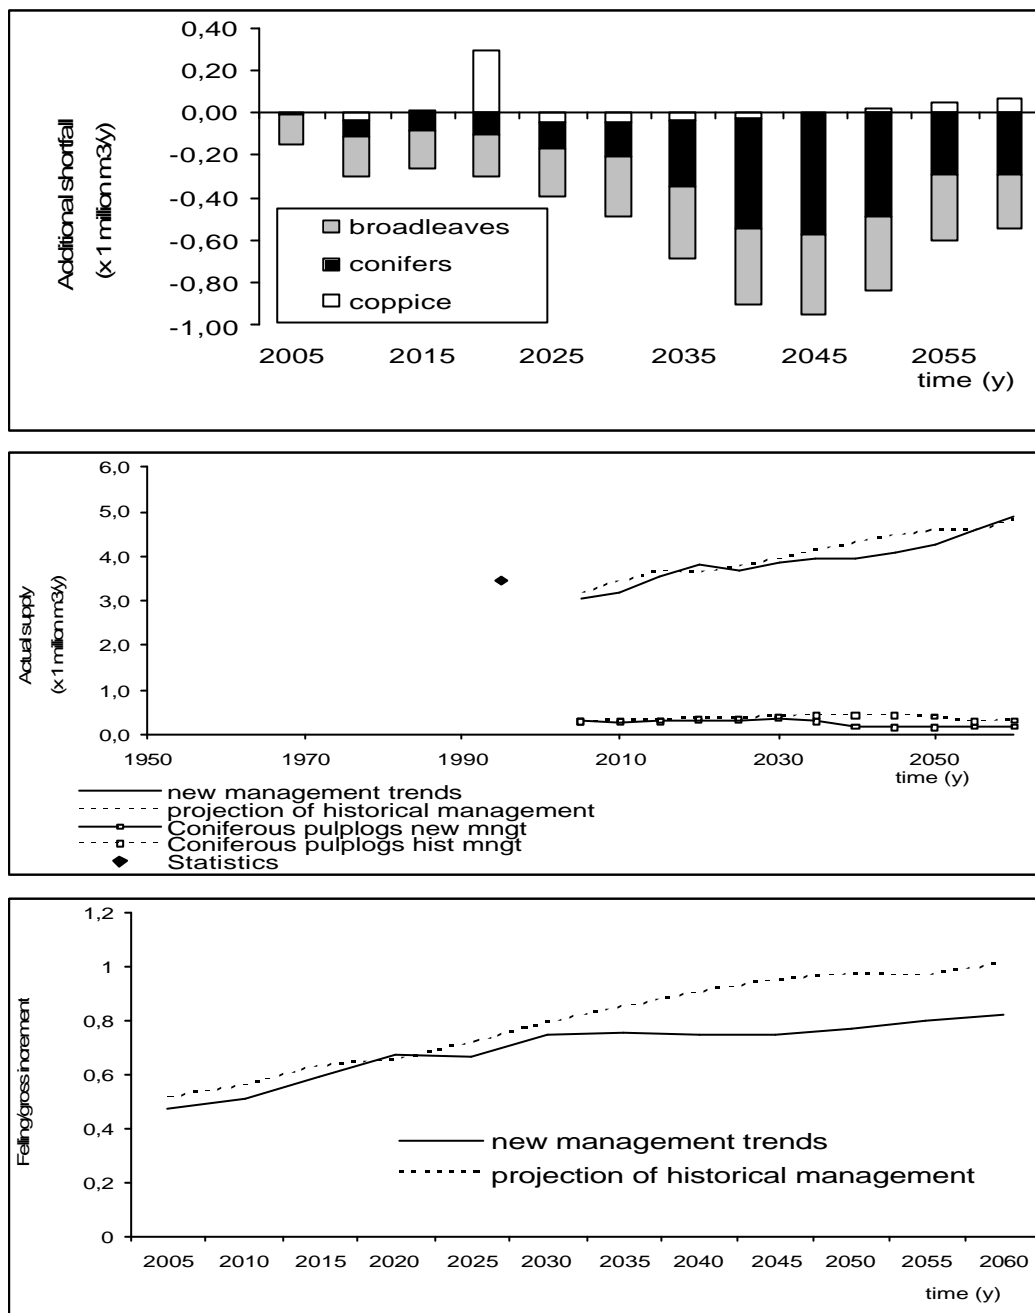 0,40
0,20
0,00
-0,20
-0,40
-0,60
-0,80
-1,00
Additional shortfall
(x 1 million m3/y)
broadleaves
conifers
coppice
2005 2015 2025 2035 2045 2055
time (y)
6,0
5,0
4,0
3,0
2,0
1,0
0,0
Actual supply
(x 1 million m3/y)
1950 1970 1990 2010 2030 2050
time (y)
new management trends
projection of historical management
Coniferous pulplogs new mngt
Coniferous pulplogs hist mngt
Statistics
1,2
1
0,8
0,6
0,4
0,2
0
Felling/gross increment
new management trends
projection of historical management
2005 2010 2015 2020 2025 2030 2035 2040 2045 2050 2055 2060
time (y)